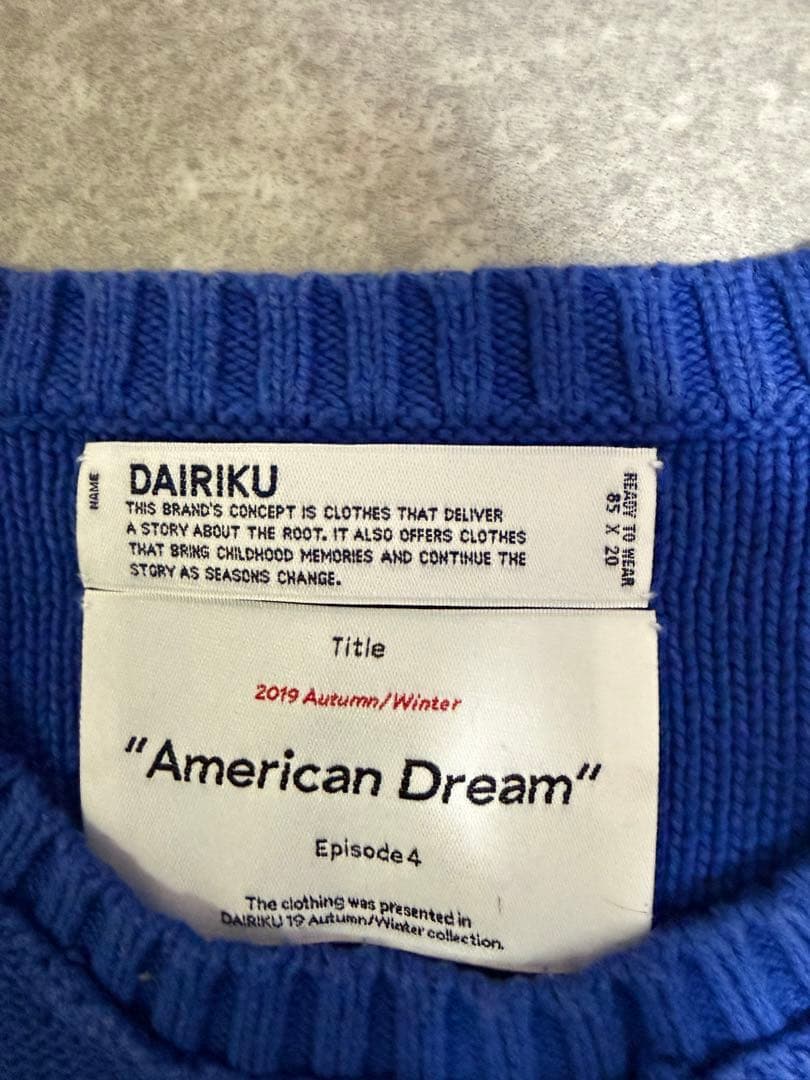 NAME
DAIRIKU
THIS BRAND'S CONCEPT IS CLOTHES THAT DELIVER
A STORY ABOUT THE ROOT. IT ALSO OFFERS CLOTHES
THAT BRING CHILDHOOD MEMORIES AND CONTINUE THE
STORY AS SEASONS CHANGE.
READY TO WEAR
85 X 20
Title
2019 Autumn/Winter
"American Dream"
Episode 4
The clothing was presented in
DAIRIKU 19 Autumn/Winter collection.